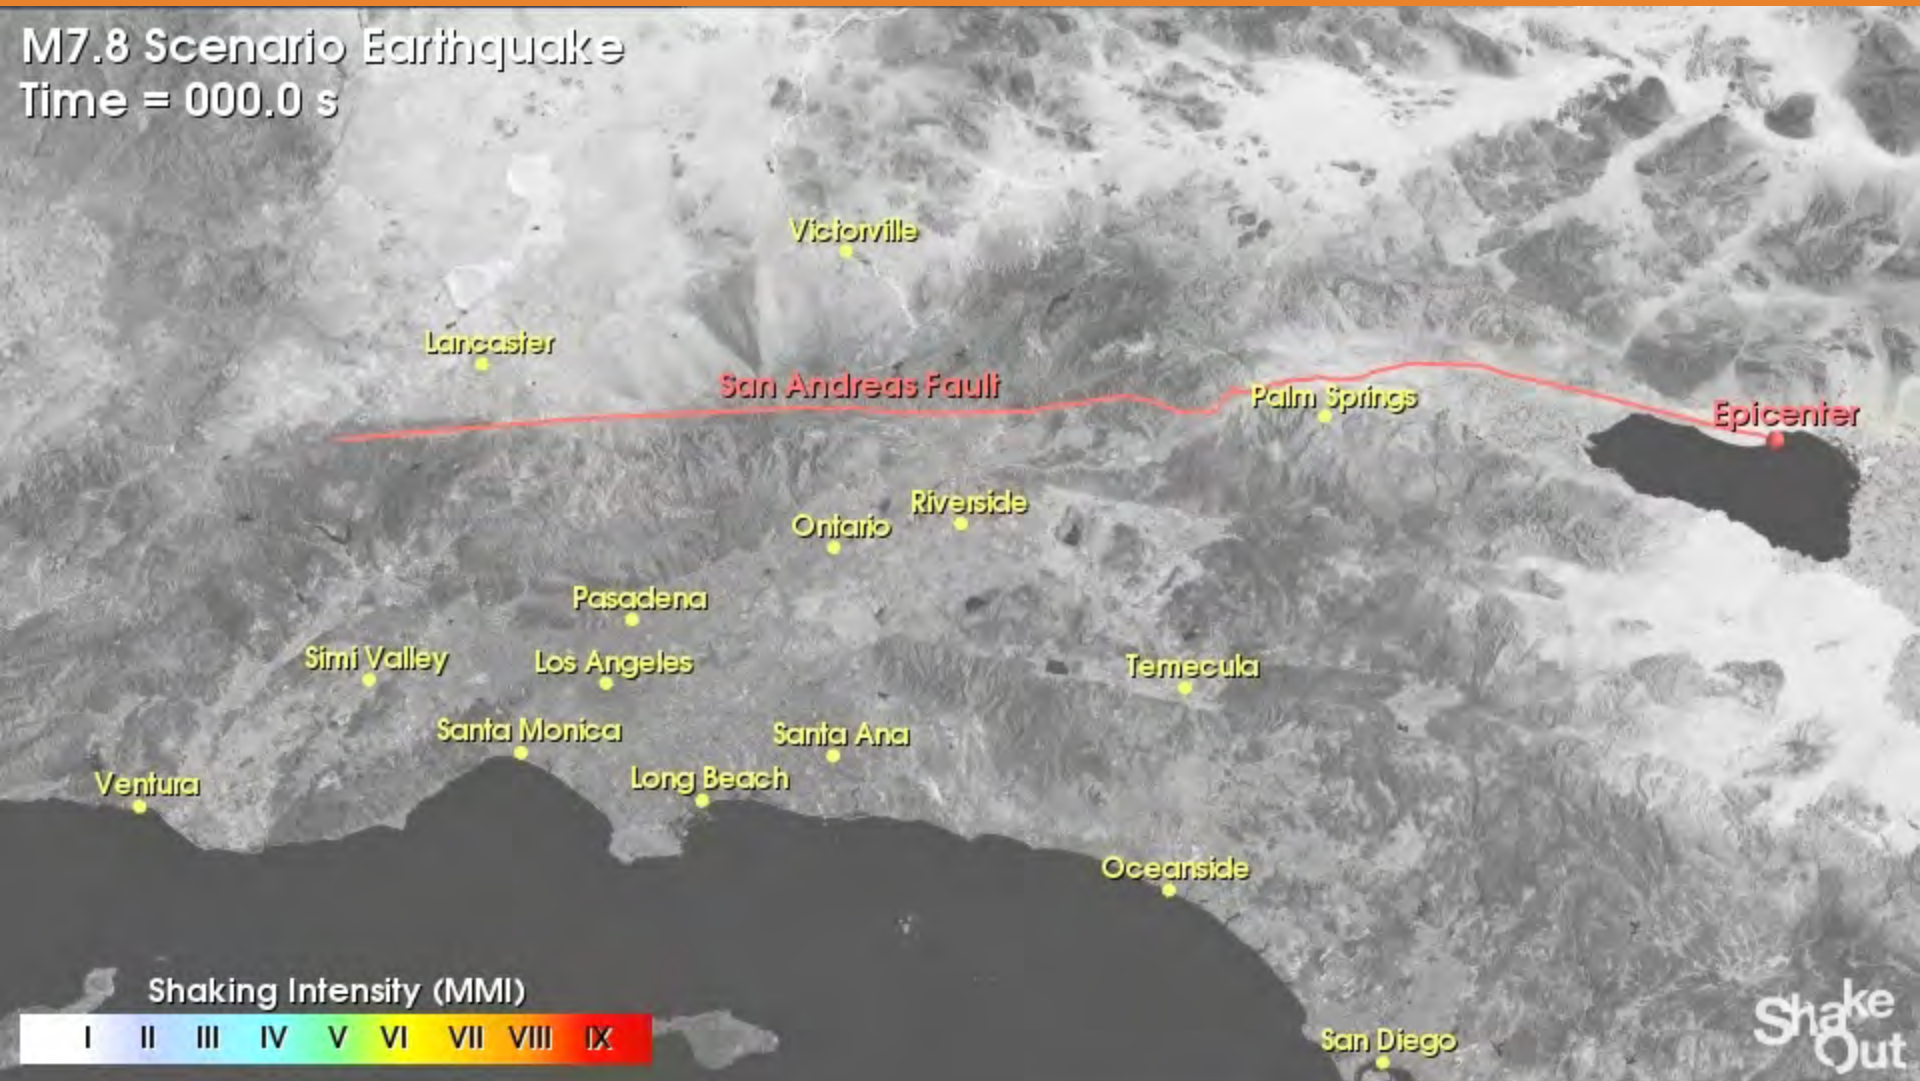 M7.8 Scenario Earthquake
Time = 000.0 s
Victorville
Lancaster
San Andreas Fault
Palm Springs
Epicenter
Riverside
Ontario
Pasadena
Simi Valley
Los Angeles
Temecula
Santa Monica
Santa Ana
Long Beach
Ventura
Oceanside
Shaking Intensity (MMI)
I II III IV V VI VII VIII IX
San Diego
Shake
Out